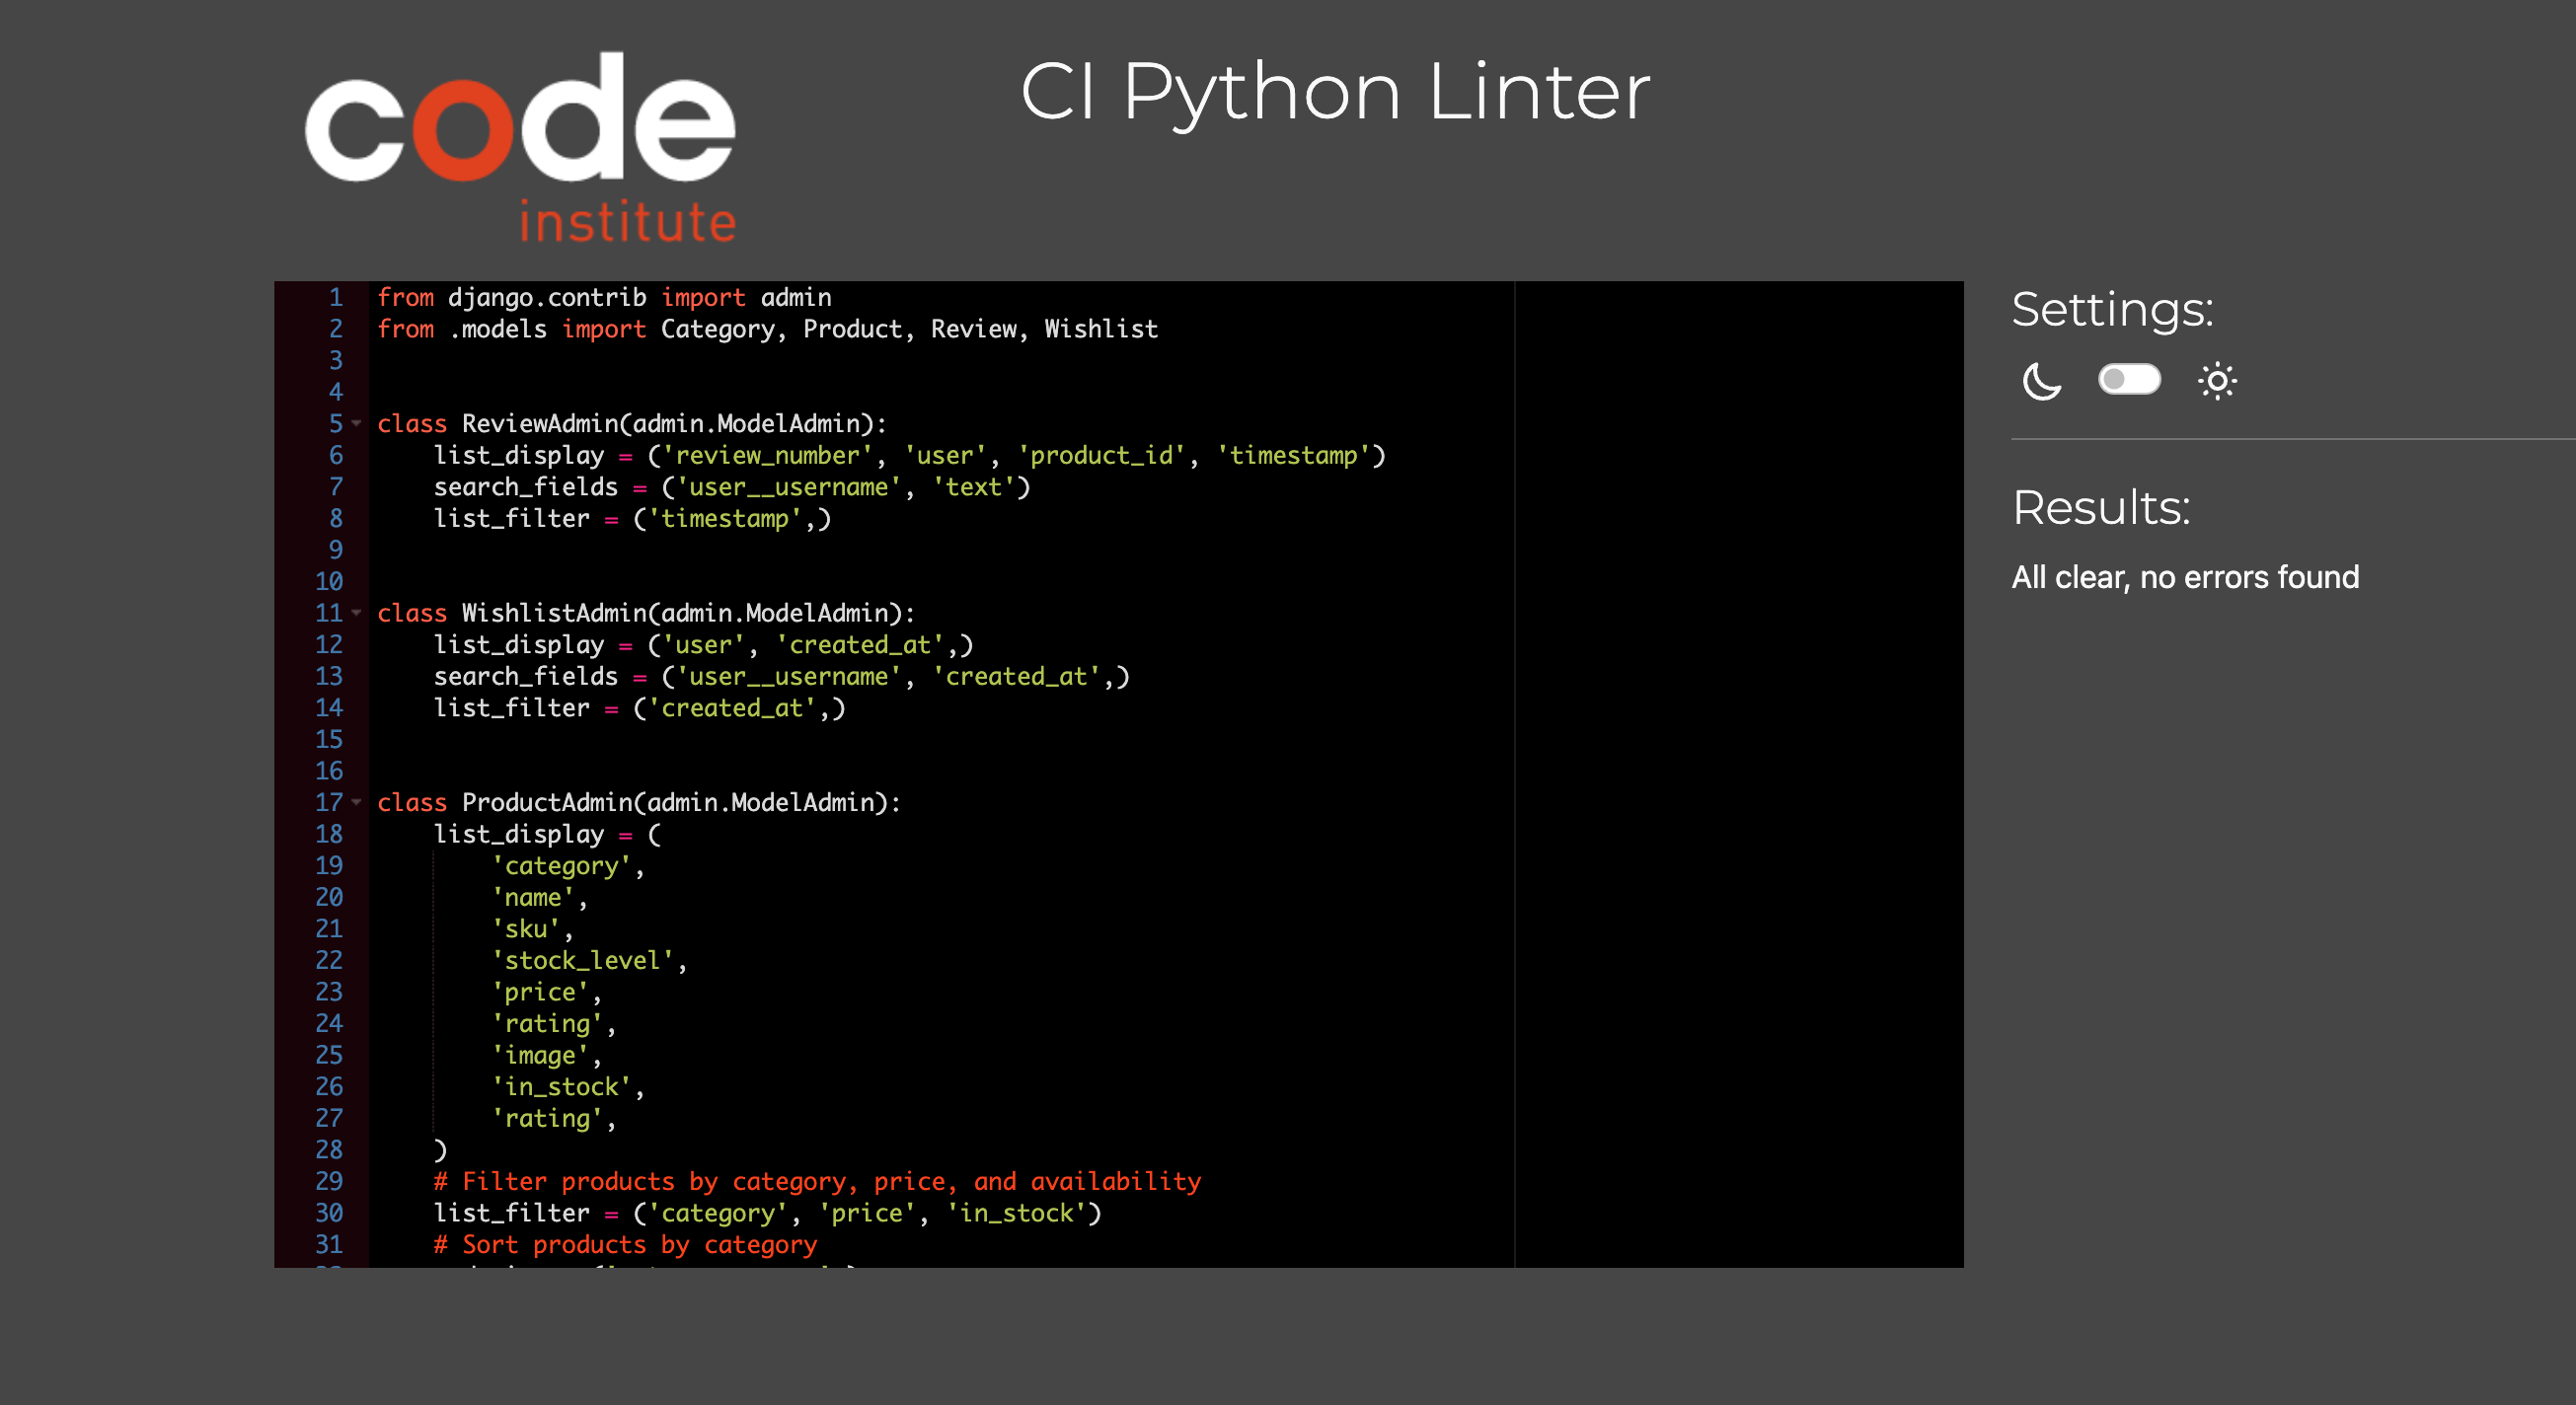 code
institute
CI Python Linter
1 from django.contrib import admin
2 from .models import Category, Product, Review, Wishlist
3
4
5 class ReviewAdmin(admin.ModelAdmin):
6     list_display = ('review_number', 'user', 'product_id', 'timestamp')
7     search_fields = ('user__username', 'text')
8     list_filter = ('timestamp',)
9
10
11 class WishlistAdmin(admin.ModelAdmin):
12     list_display = ('user', 'created_at',)
13     search_fields = ('user__username', 'created_at',)
14     list_filter = ('created_at',)
15
16
17 class ProductAdmin(admin.ModelAdmin):
18     list_display = (
19         'category',
20         'name',
21         'sku',
22         'stock_level',
23         'price',
24         'rating',
25         'image',
26         'in_stock',
27         'rating',
28     )
29     # Filter products by category, price, and availability
30     list_filter = ('category', 'price', 'in_stock')
31     # Sort products by category
Settings:
Results:
All clear, no errors found